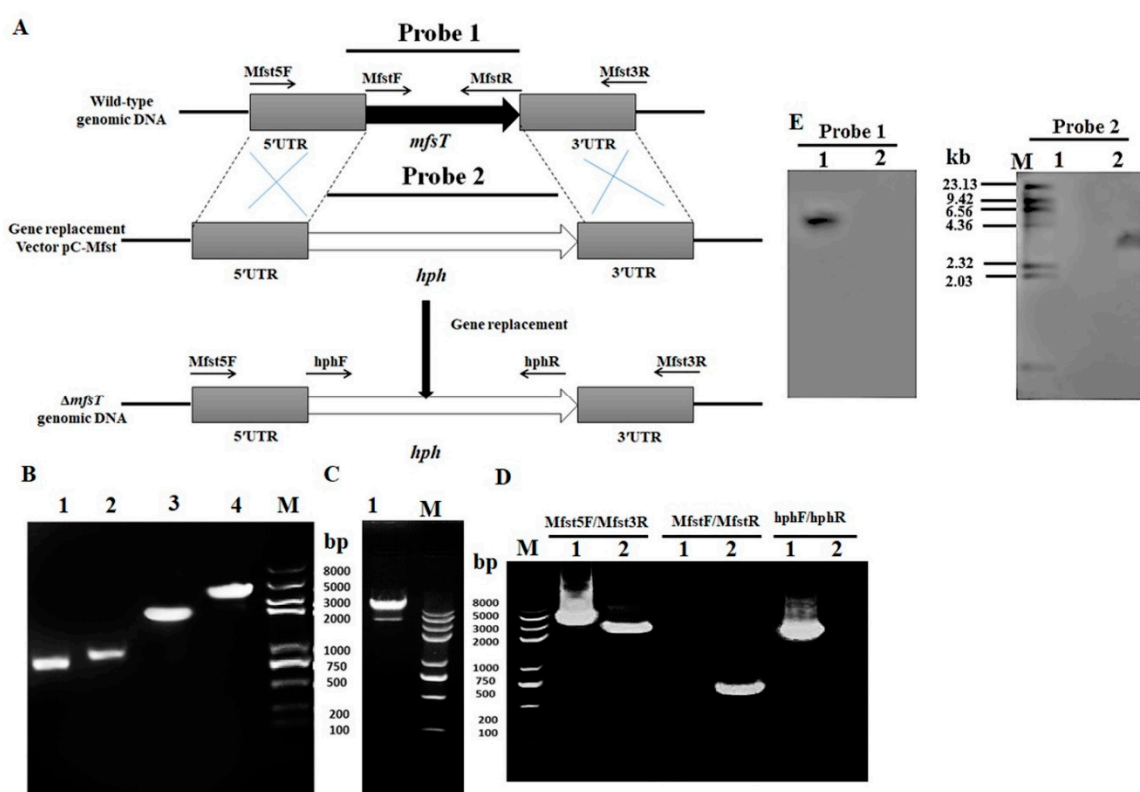 A
Probe 1
Mfst5F
MfstF
MfstR
Mfst3R
Wild-type
genomic DNA
5'UTR
mfsT
3'UTR
Probe 2
Gene replacement
Vector pC-Mfst
5'UTR
hph
3'UTR
Gene replacement
Mfst5F
hphF
hphR
Mfst3R
ΔmfsT
genomic DNA
5'UTR
hph
3'UTR
E
Probe 1
1 2
Probe 2
kb M 1 2
23.13
9.42
6.56
4.36
2.32
2.03
B
1 2 3 4 M
bp
8000
5000
3000
2000
1000
750
500
200
100
C
1 M
D
Mfst5F/Mfst3R MfstF/MfstR hphF/hphR
bp M 1 2 1 2 1 2
8000
5000
3000
2000
1000
750
500
200
100